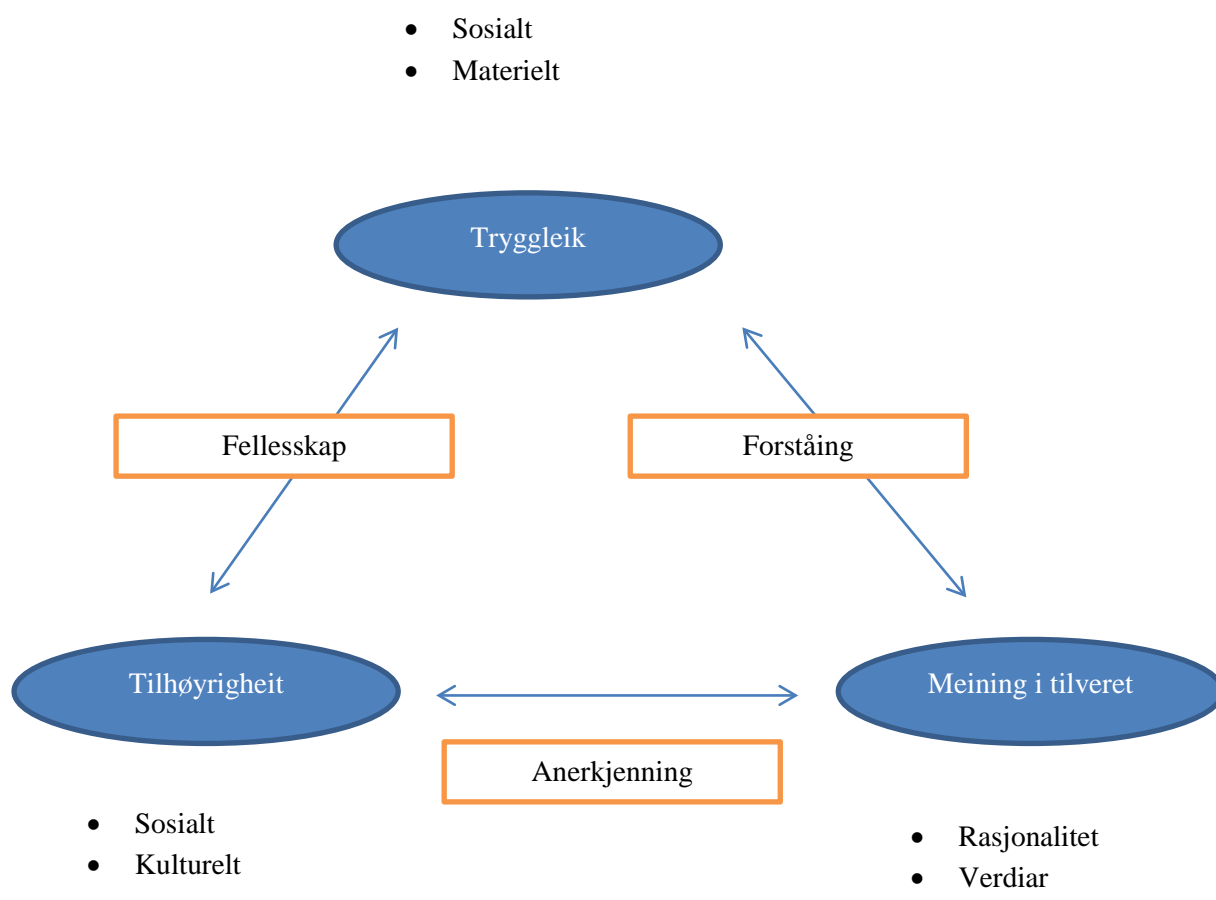 • Sosialt
• Materielt
Tryggleik
Fellesskap
Forståing
Tilhøyrigheit
Meining i tilveret
Anerkjenning
• Sosialt
• Kulturelt
• Rasjonalitet
• Verdiar